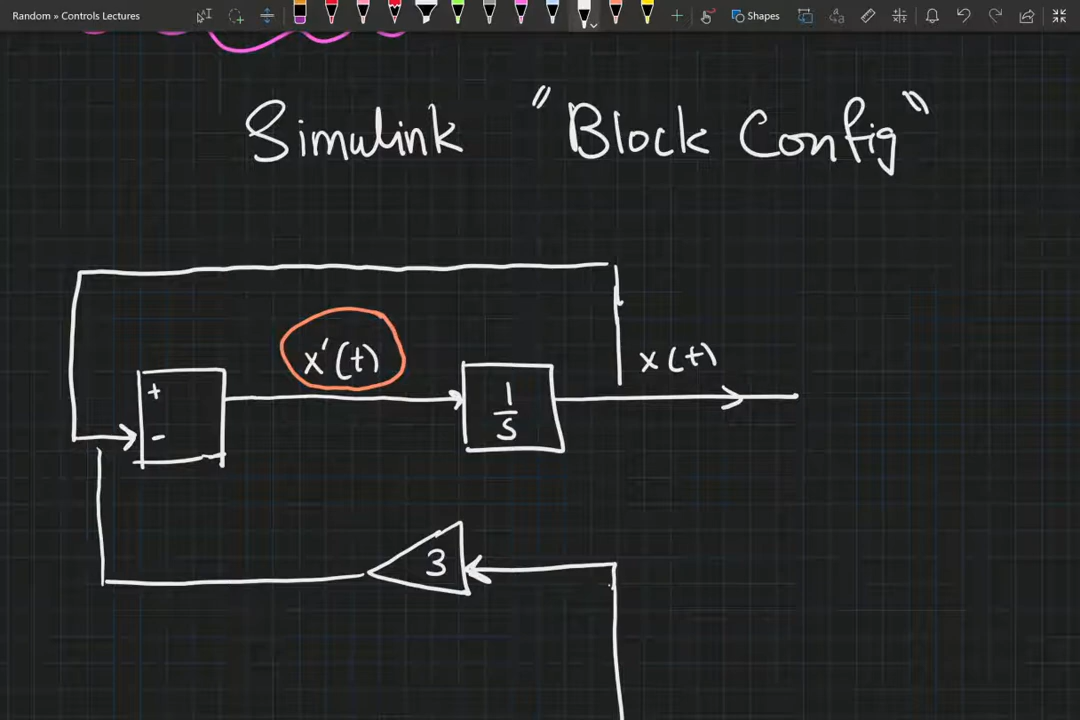 Random » Controls Lectures
Shapes
Simulink "Block Config"
x'(t)
x(t)
+
-
1
s
3